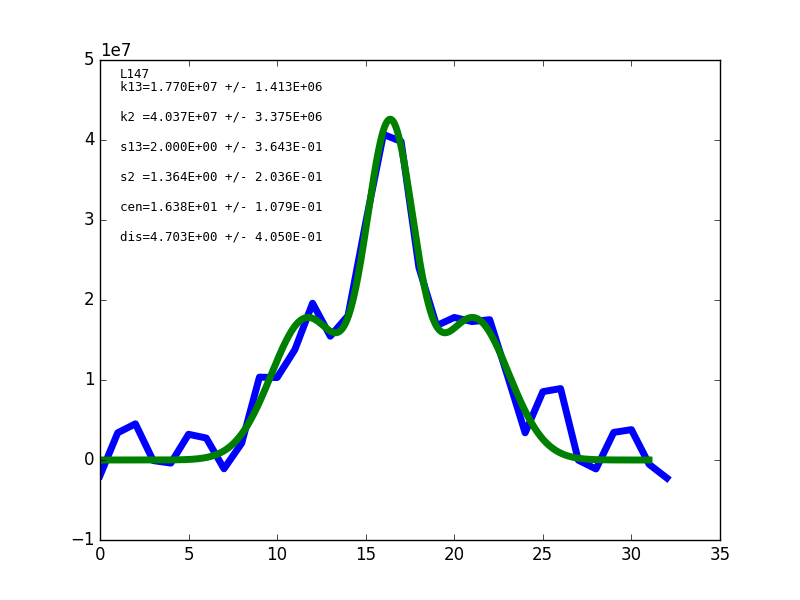 1e7
L147
k13=1.770E+07 +/- 1.413E+06
k2 =4.037E+07 +/- 3.375E+06
s13=2.000E+00 +/- 3.643E-01
s2 =1.364E+00 +/- 2.036E-01
cen=1.638E+01 +/- 1.079E-01
dis=4.703E+00 +/- 4.050E-01
5
4
3
2
1
0
−1
0 5 10 15 20 25 30 35